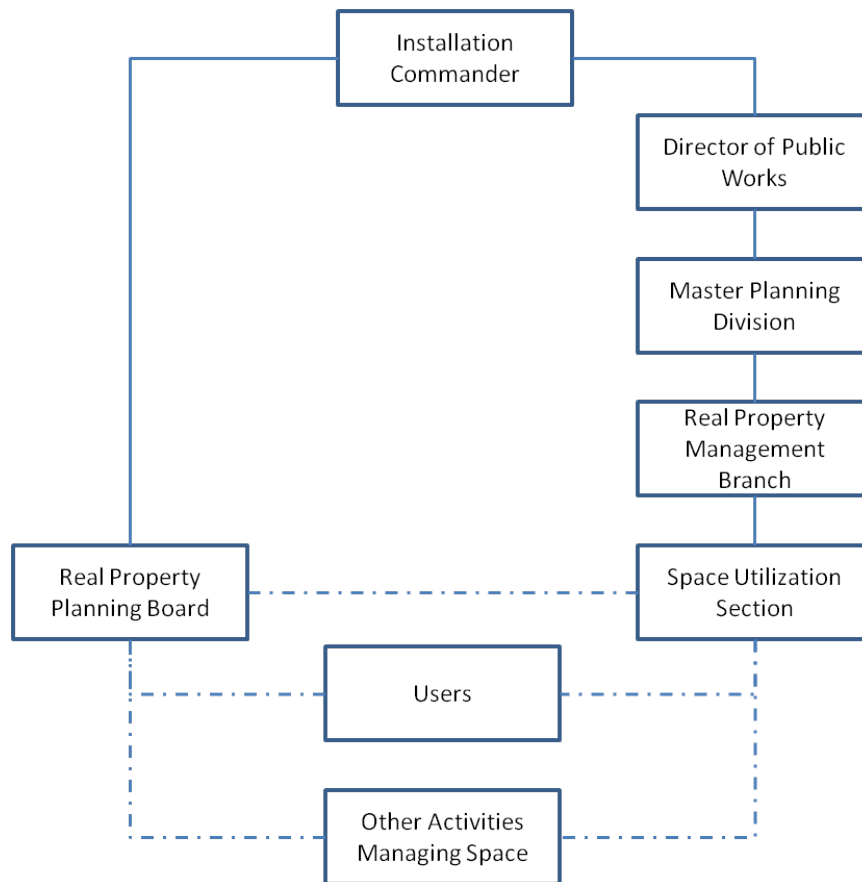 Installation
Commander
Director of Public
Works
Master Planning
Division
Real Property
Management
Branch
Real Property
Planning Board
Space Utilization
Section
Users
Other Activities
Managing Space